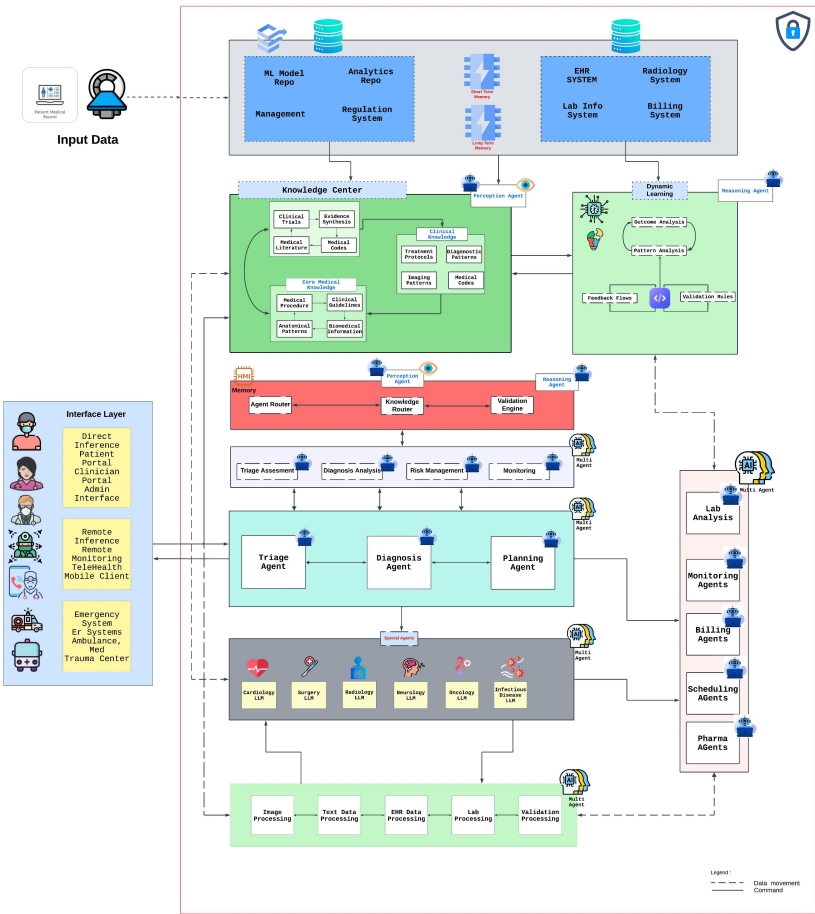 Patient Medical
Record
Input Data
ML Model
Repo
Analytics
Repo
Management
Regulation
System
Short Term
Memory
Long Term
Memory
EHR
SYSTEM
Radiology
System
Lab Info
System
Billing
System
Knowledge Center
Perception Agent
Dynamic
Learning
Reasoning Agent
Clinical
Trials
Evidence
Synthesis
Medical
Literature
Medical
Codes
Clinical
Knowledge
Treatment
Protocols
Diagnostic
Patterns
Imaging
Patterns
Medical
Codes
Core Medical
Knowledge
Medical
Procedure
Clinical
Guidelines
Anatomical
Patterns
Biomedical
Information
Outcome Analysis
Pattern Analysis
Feedback Flows
</>
Validation Rules
HMI
Memory
Perception
Agent
Reasoning
Agent
Agent Router
Knowledge
Router
Validation
Engine
Triage Assesment
Diagnosis Analysis
Risk Management
Monitoring
AI
Multi
Agent
Interface Layer
Direct
Inference
Patient
Portal
Clinician
Portal
Admin
Interface
Remote
Inference
Remote
Monitoring
TeleHealth
Mobile Client
Emergency
System
Er Systems
Ambulance,
Med
Trauma Center
Triage
Agent
Diagnosis
Agent
Planning
Agent
AI
Multi
Agent
Special Agents
Cardiology
LLM
Surgery
LLM
Radiology
LLM
Neurology
LLM
Oncology
LLM
Infectious
Disease
LLM
AI
Multi
Agent
AI
Multi Agent
Lab
Analysis
Monitoring
Agents
Billing
Agents
Scheduling
AGents
Pharma
AGents
Image
Processing
Text Data
Processing
EHR Data
Processing
Lab
Processing
Validation
Processing
AI
Multi
Agent
Legend :
Data movement
Command